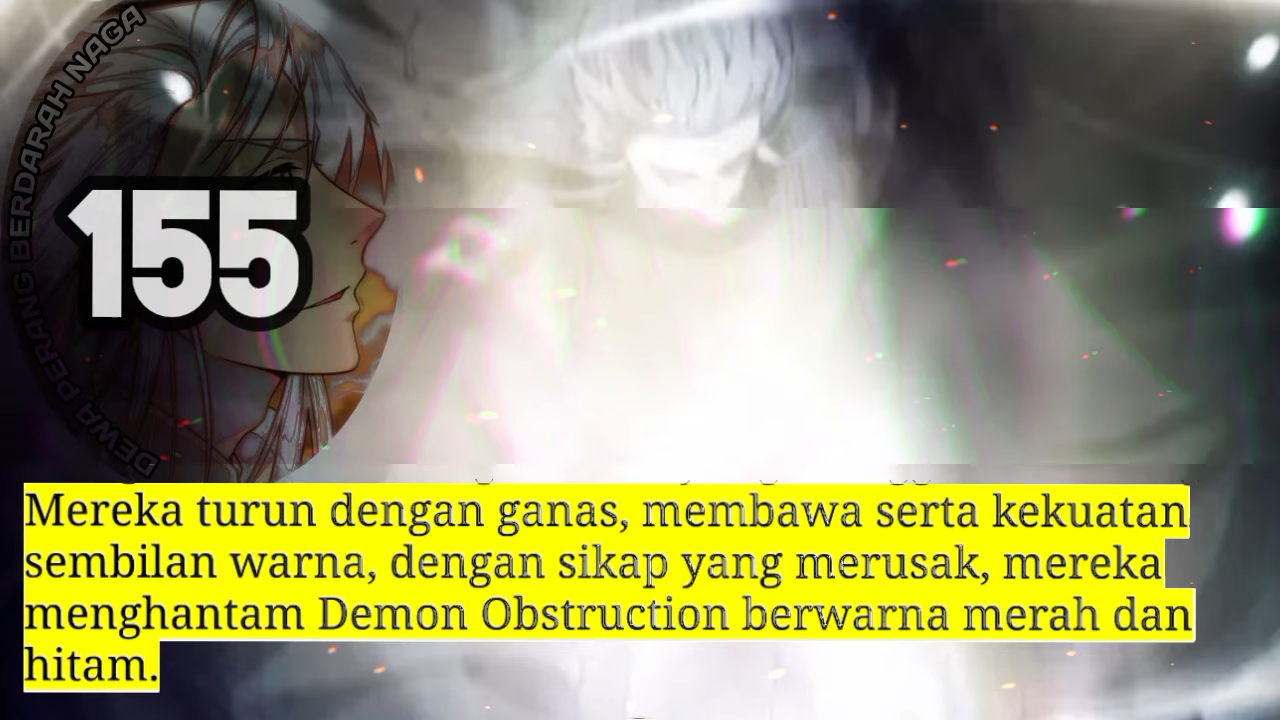 DEWA PERANG BERDARAH NAGA
155
Mereka turun dengan ganas, membawa serta kekuatan
sembilan warna, dengan sikap yang merusak, mereka
menghantam Demon Obstruction berwarna merah dan
hitam.